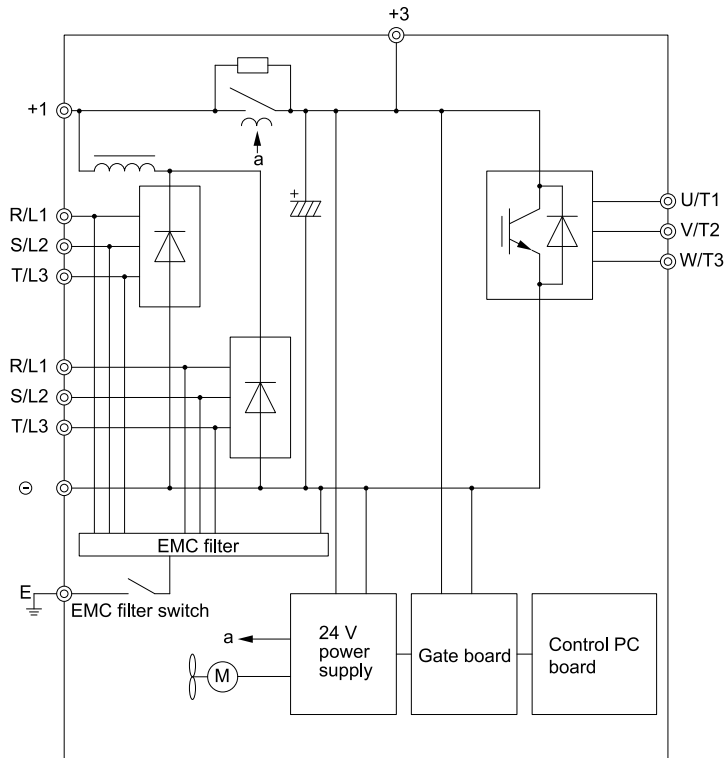 +3
+1
a
+
R/L1
S/L2
T/L3
U/T1
V/T2
W/T3
R/L1
S/L2
T/L3
⊖
EMC filter
E
EMC filter switch
a
M
24 V
power
supply
Gate board
Control PC
board